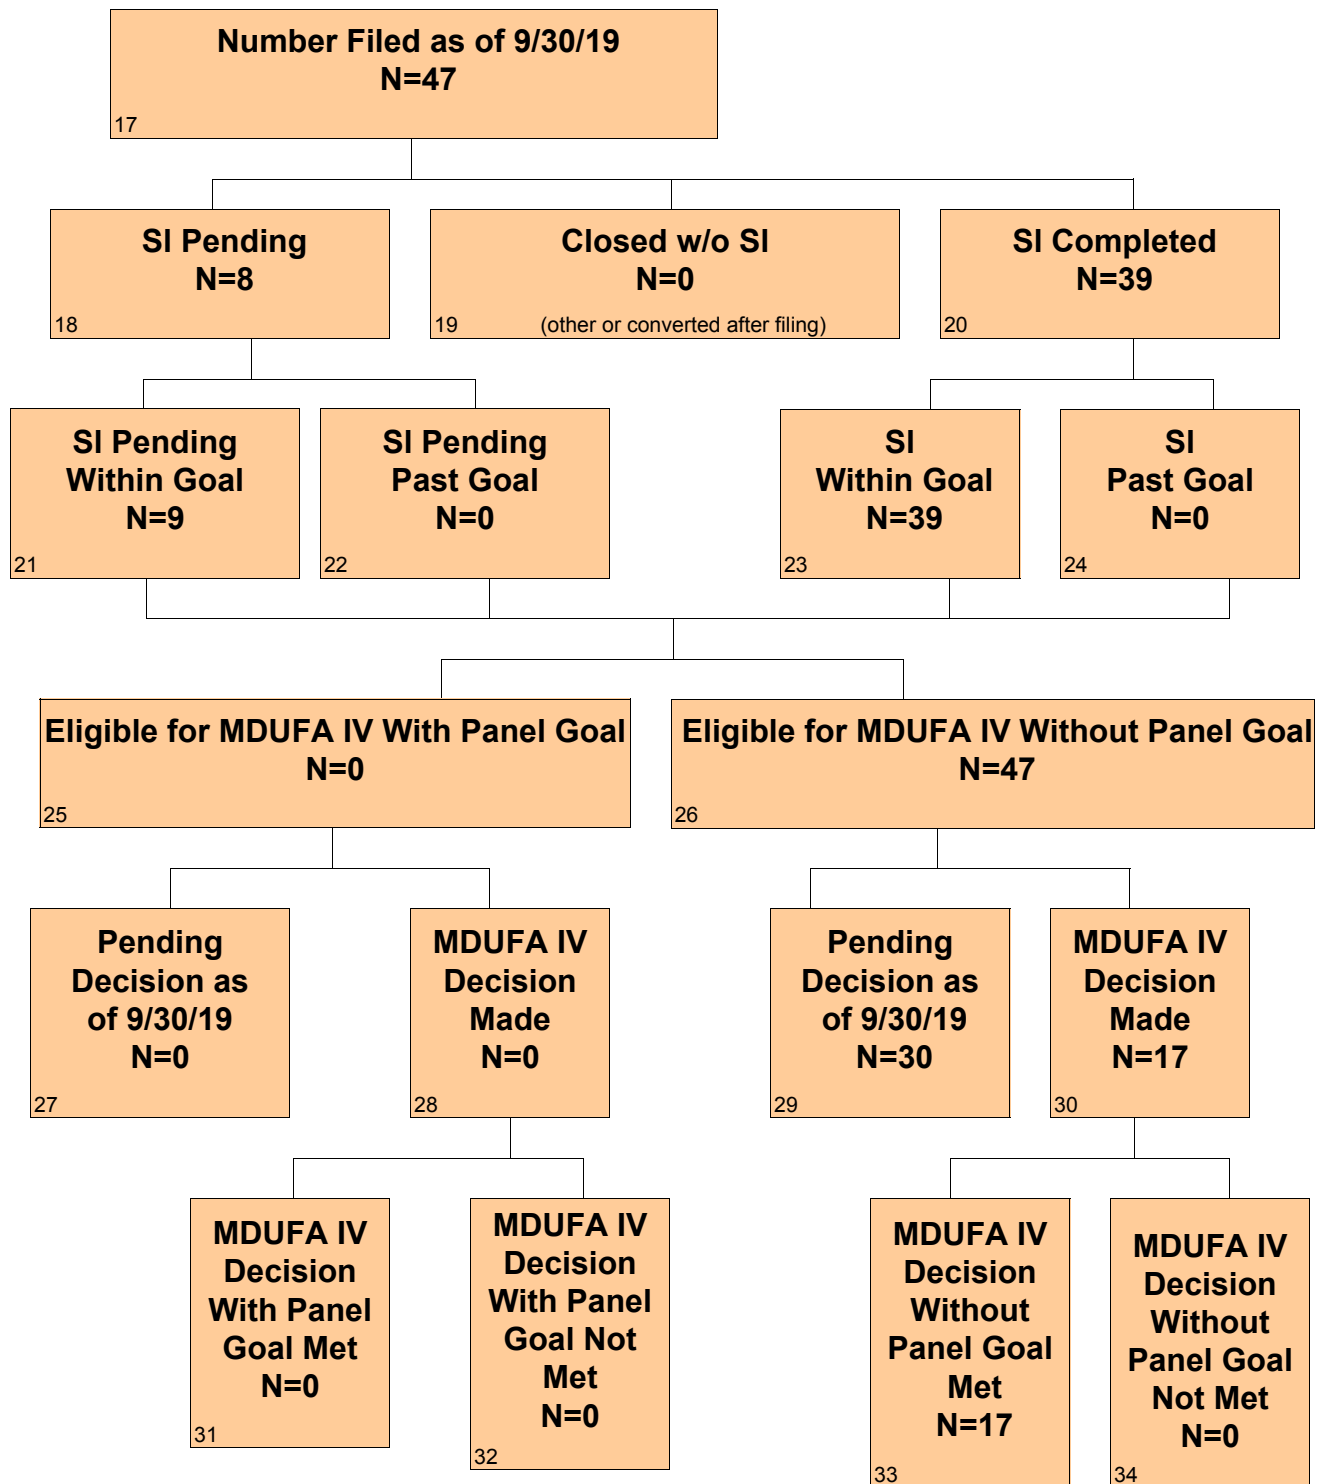 Number Filed as of 9/30/19
N=47
17
SI Pending
N=8
18
Closed w/o SI
N=0
19
(other or converted after filing)
SI Completed
N=39
20
SI Pending
Within Goal
N=9
21
SI Pending
Past Goal
N=0
22
SI
Within Goal
N=39
23
SI
Past Goal
N=0
24
Eligible for MDUFA IV With Panel Goal
N=0
25
Eligible for MDUFA IV Without Panel Goal
N=47
26
Pending
Decision as
of 9/30/19
N=0
27
MDUFA IV
Decision
Made
N=0
28
Pending
Decision as
of 9/30/19
N=30
29
MDUFA IV
Decision
Made
N=17
30
MDUFA IV
Decision
With Panel
Goal Met
N=0
31
MDUFA IV
Decision
With Panel
Goal Not
Met
N=0
32
MDUFA IV
Decision
Without
Panel Goal
Met
N=17
33
MDUFA IV
Decision
Without
Panel Goal
Not Met
N=0
34